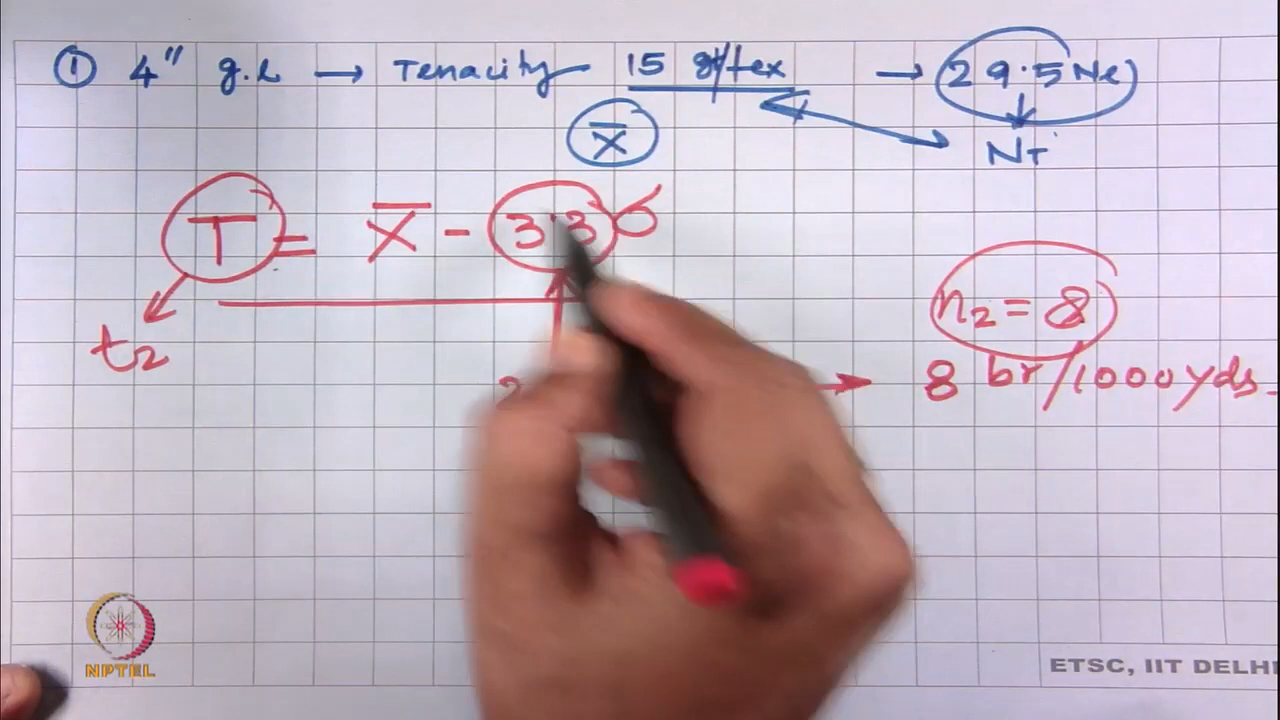 ① 4" g.l → Tenacity 15 g/tex → 29.5 Ne
x̄ NT
T = X̄ - 3.3 σ
n₂ = 8
t₂
8 br/1000 yds.
NPTEL
ETSC, IIT DELHI